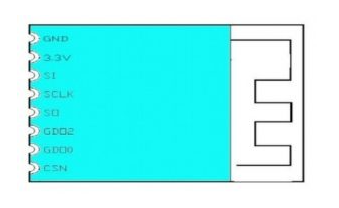 GND
3.3V
SI
SCLK
SO
GDO2
GDO0
CSN